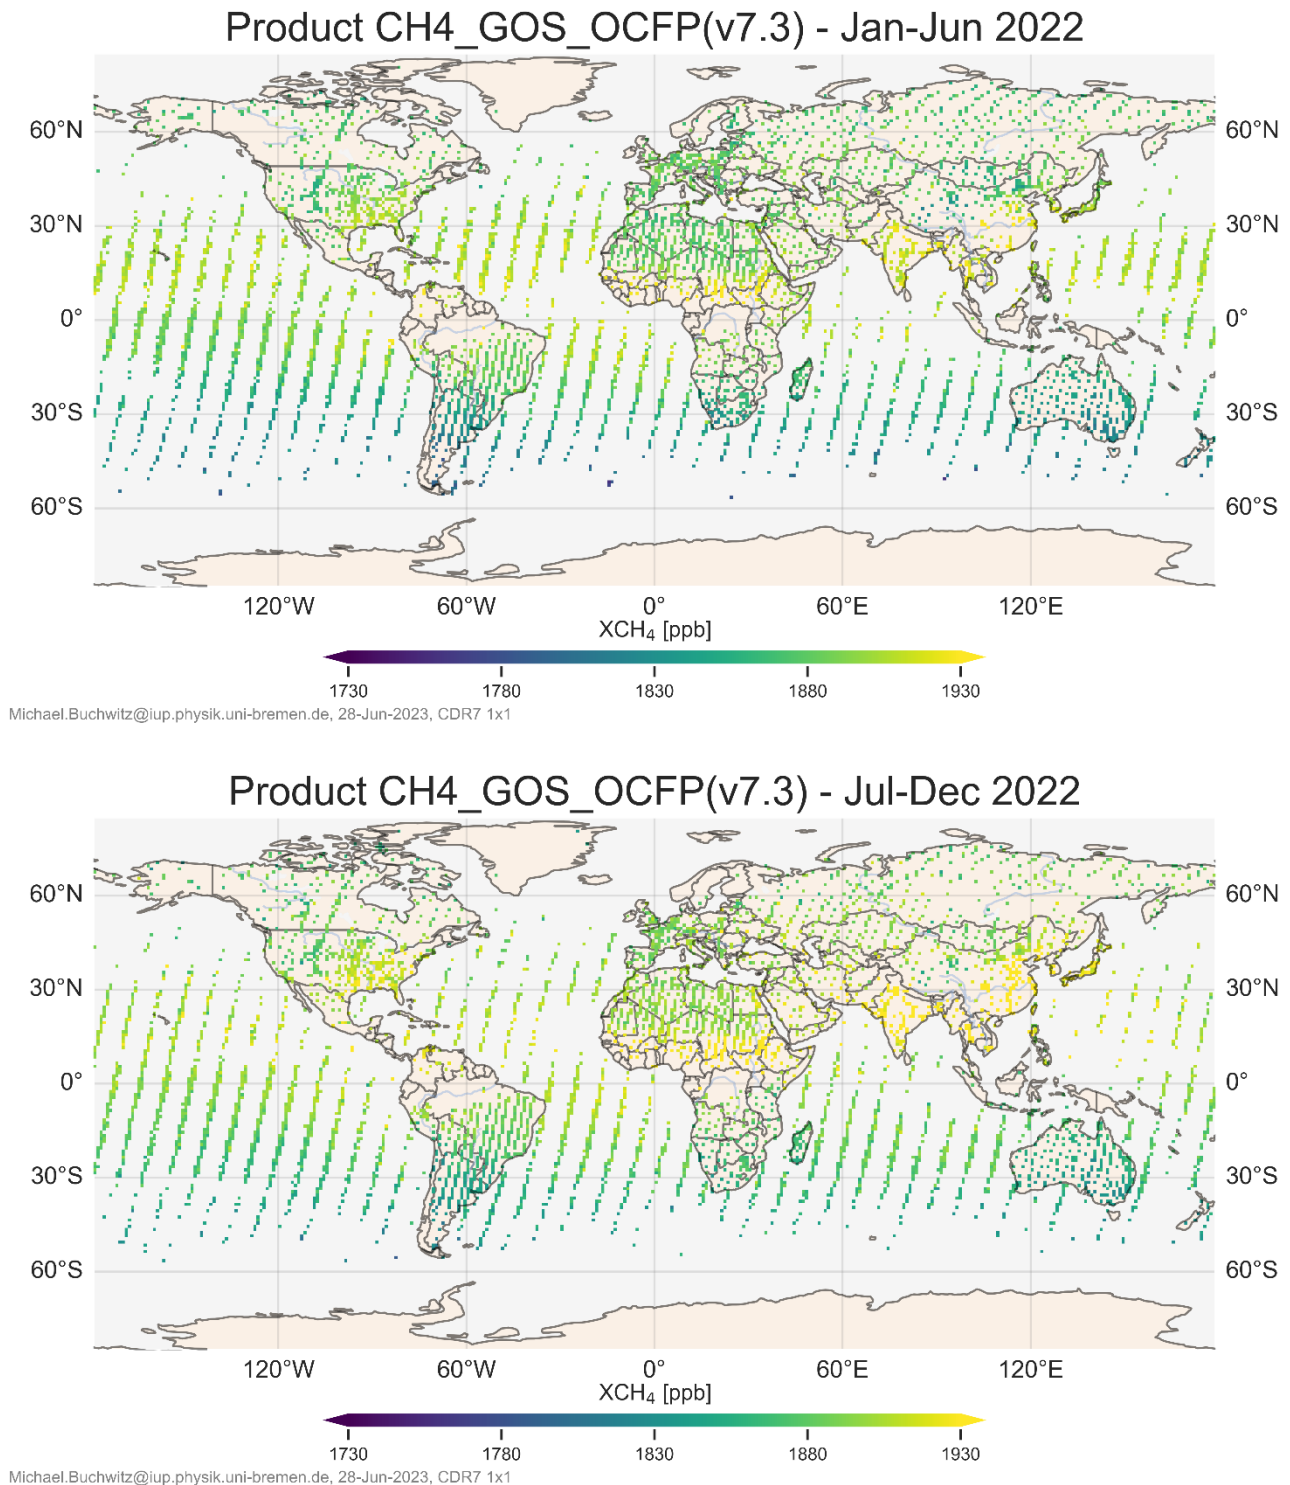 Product CH4_GOS_OCFP(v7.3) - Jan-Jun 2022
60°N 60°N
30°N 30°N
0° 0°
30°S 30°S
60°S 60°S
120°W 60°W 0° 60°E 120°E
XCH₄ [ppb]
1730 1780 1830 1880 1930
Michael.Buchwitz@iup.physik.uni-bremen.de, 28-Jun-2023, CDR7 1x1
Product CH4_GOS_OCFP(v7.3) - Jul-Dec 2022
60°N 60°N
30°N 30°N
0° 0°
30°S 30°S
60°S 60°S
120°W 60°W 0° 60°E 120°E
XCH₄ [ppb]
1730 1780 1830 1880 1930
Michael.Buchwitz@iup.physik.uni-bremen.de, 28-Jun-2023, CDR7 1x1